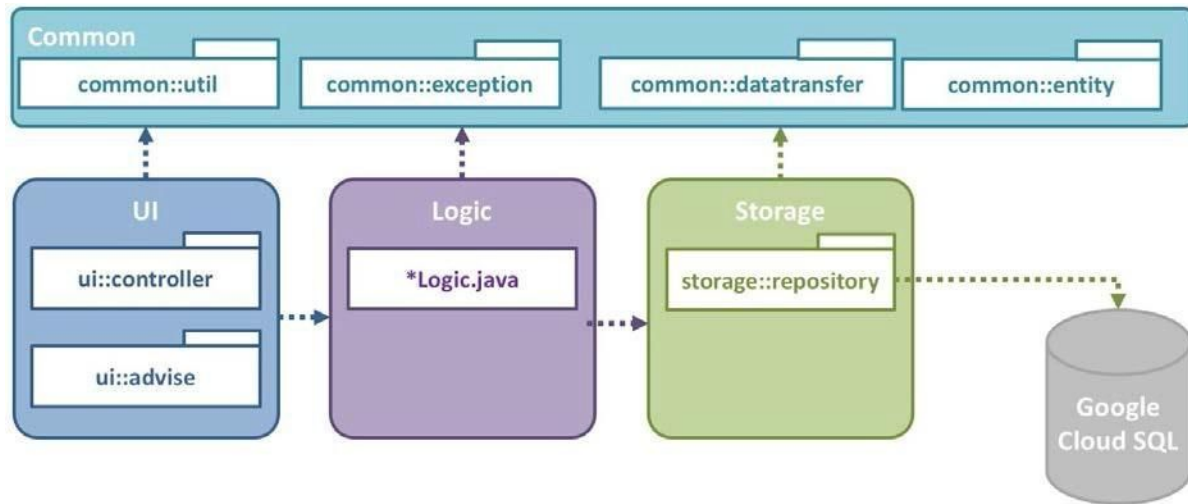 Common
common::util
common::exception
common::datatransfer
common::entity
UI
ui::controller
ui::advise
Logic
*Logic.java
Storage
storage::repository
Google
Cloud SQL